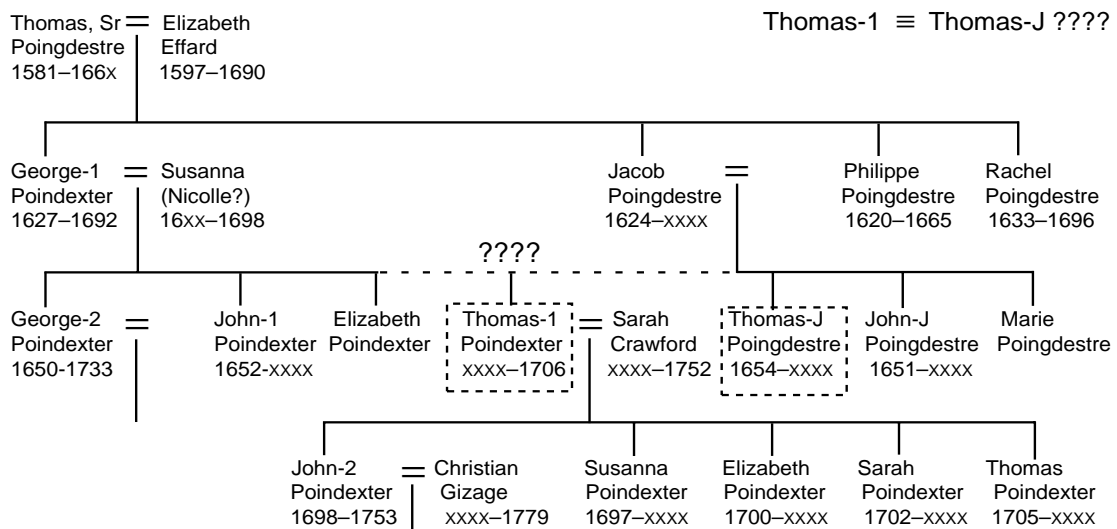 Thomas, Sr = Elizabeth
Poingdestre Effard
1581–166x 1597–1690
Thomas-1 ≡ Thomas-J ????
George-1 = Susanna
Poindexter (Nicolle?)
1627–1692 16xx–1698
Jacob =
Poingdestre
1624–xxxx
Philippe
Poingdestre
1620–1665
Rachel
Poingdestre
1633–1696
????
George-2 =
Poindexter
1650-1733
John-1
Poindexter
1652-xxxx
Elizabeth
Poindexter
Thomas-1 = Sarah
Poindexter Crawford
xxxx–1706 xxxx–1752
Thomas-J
Poingdestre
1654–xxxx
John-J
Poingdestre
1651–xxxx
Marie
Poingdestre
John-2 = Christian
Poindexter Gizage
1698–1753 xxxx–1779
Susanna
Poindexter
1697–xxxx
Elizabeth
Poindexter
1700–xxxx
Sarah
Poindexter
1702–xxxx
Thomas
Poindexter
1705–xxxx